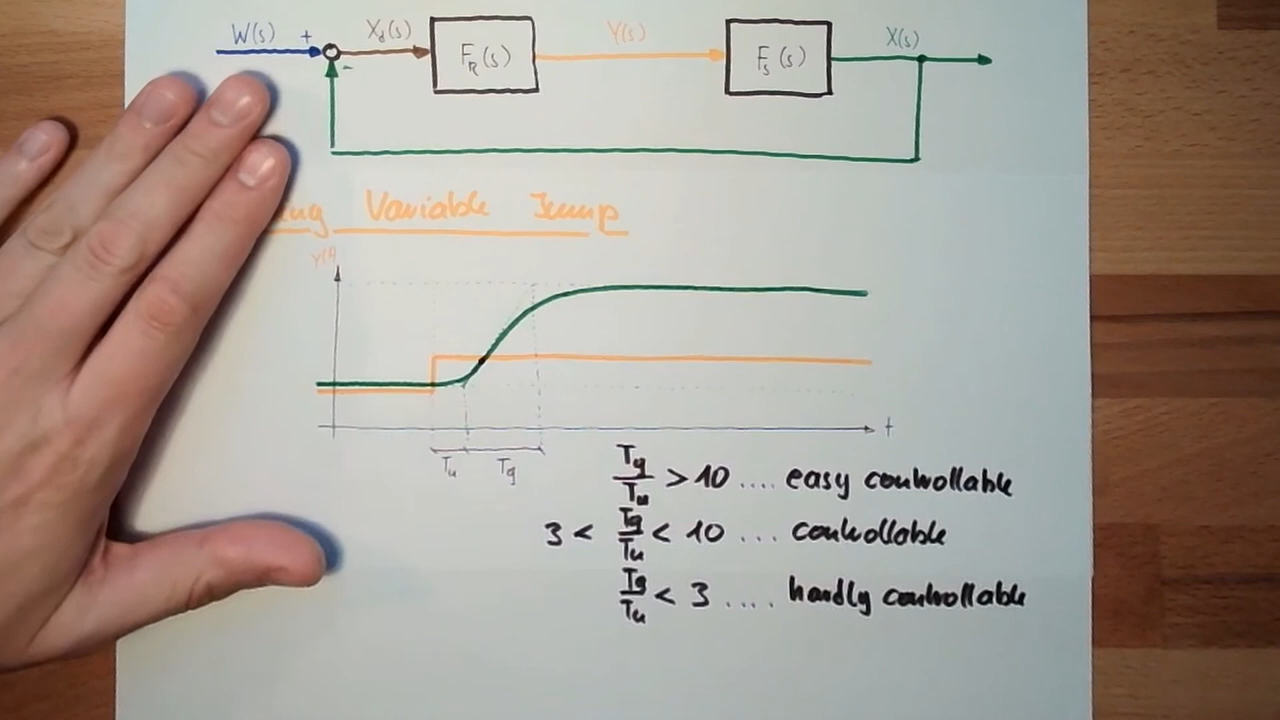 W(s) + X_d(s) F_R(s) Y(s) F_S(s) X(s)
-
Variable Jump
Y(t)
t
T_u T_g
T_g/T_u > 10 .... easy controllable
3 < T_g/T_u < 10 ... controllable
T_g/T_u < 3 .... hardly controllable